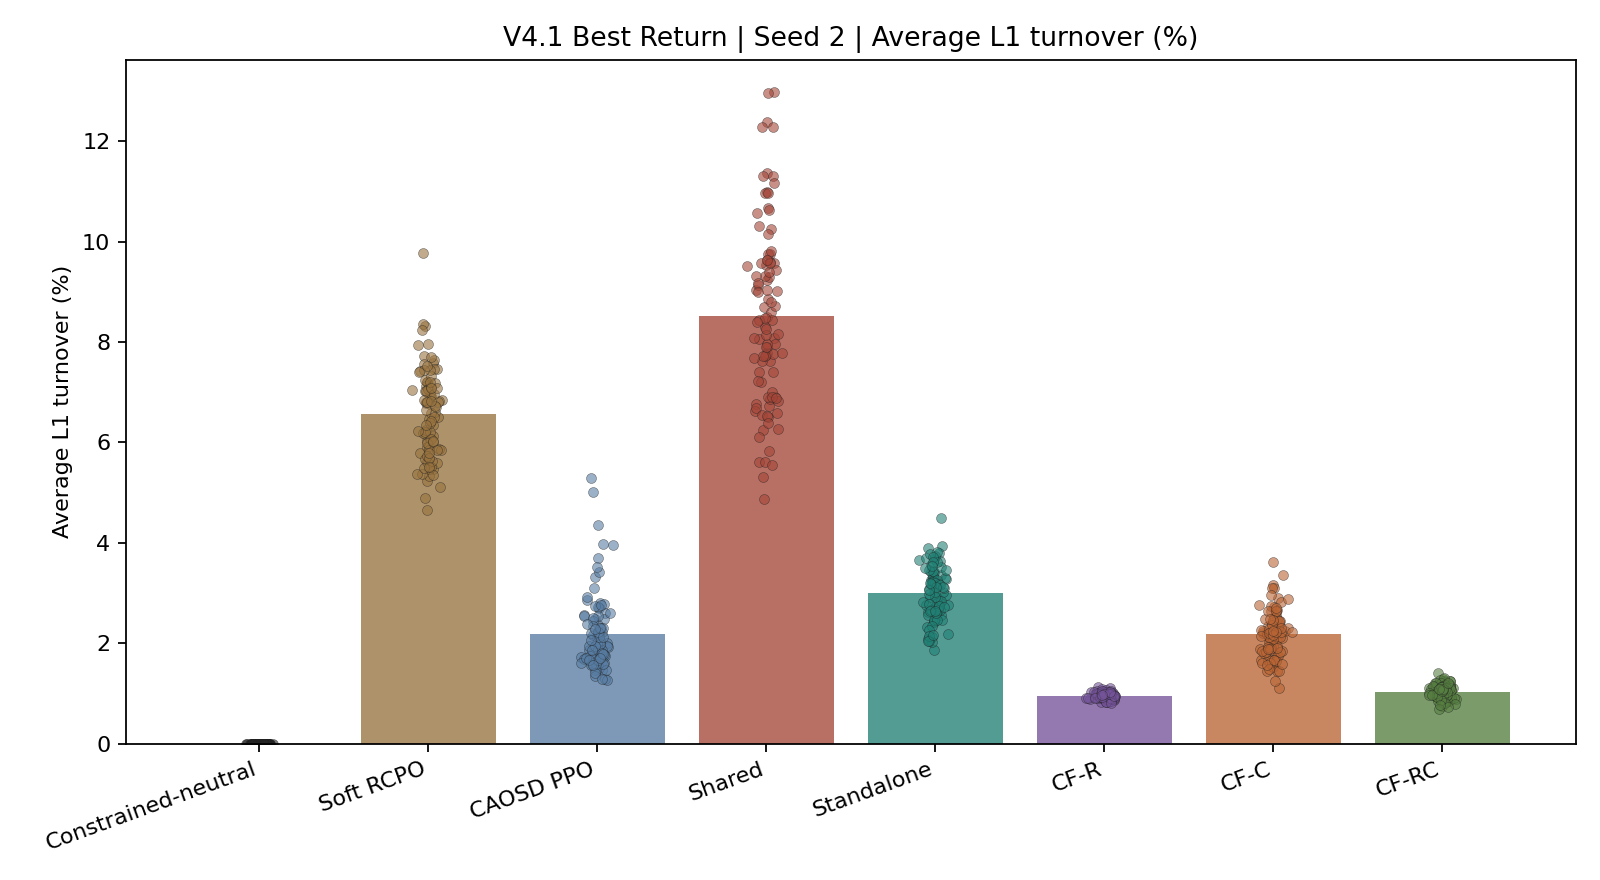 V4.1 Best Return | Seed 2 | Average L1 turnover (%)
Average L1 turnover (%)
12
10
8
6
4
2
0
Constrained-neutral
Soft RCPO
CAOSD PPO
Shared
Standalone
CF-R
CF-C
CF-RC